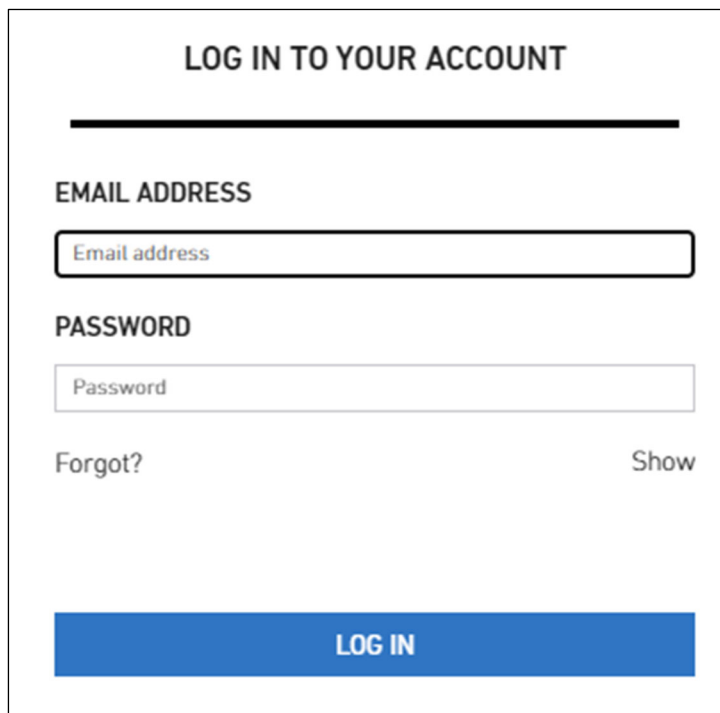 LOG IN TO YOUR ACCOUNT
EMAIL ADDRESS
Email address
PASSWORD
Password
Forgot? Show
LOG IN